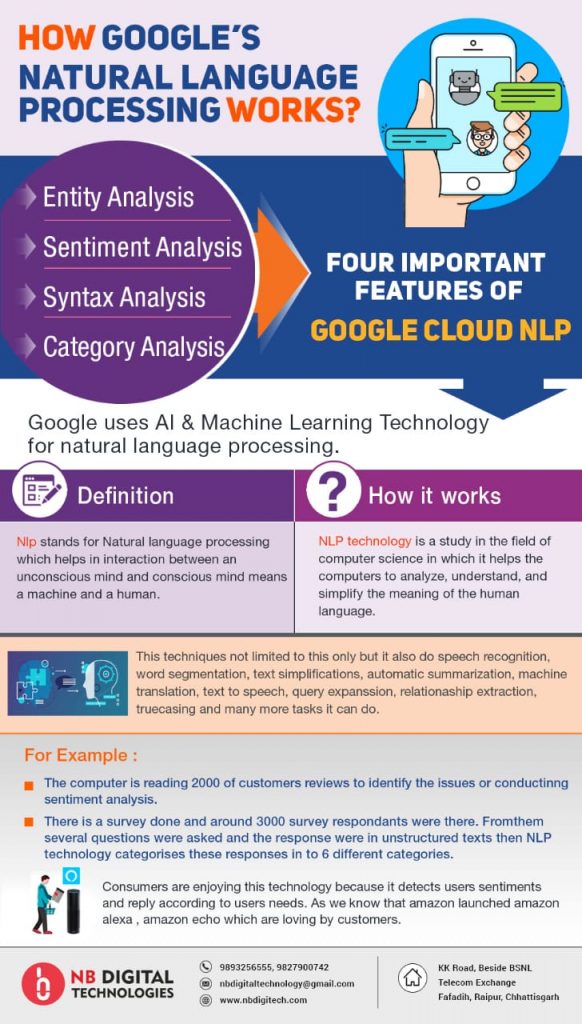 HOW GOOGLE'S
NATURAL LANGUAGE
PROCESSING WORKS?
Entity Analysis
Sentiment Analysis
Syntax Analysis
Category Analysis
FOUR IMPORTANT
FEATURES OF
GOOGLE CLOUD NLP
Google uses AI & Machine Learning Technology
for natural language processing.
Definition
Nlp stands for Natural language processing
which helps in interaction between an
unconscious mind and conscious mind means
a machine and a human.
?
How it works
NLP technology is a study in the field of
computer science in which it helps the
computers to analyze, understand, and
simplify the meaning of the human
language.
This techniques not limited to this only but it also do speech recognition,
word segmentation, text simplifications, automatic summarization, machine
translation, text to speech, query expanssion, relationaship extraction,
truecasing and many more tasks it can do.
For Example :
The computer is reading 2000 of customers reviews to identify the issues or conductinng
sentiment analysis.
There is a survey done and around 3000 survey respondants were there. Fromthem
several questions were asked and the response were in unstructured texts then NLP
technology categorises these responses in to 6 different categories.
Consumers are enjoying this technology because it detects users sentiments
and reply according to users needs. As we know that amazon launched amazon
alexa , amazon echo which are loving by customers.
NB DIGITAL
TECHNOLOGIES
9893256555, 9827900742
nbdigitaltechnology@gmail.com
www.nbdigitech.com
KK Road, Beside BSNL
Telecom Exchange
Fafadih, Raipur, Chhattisgarh